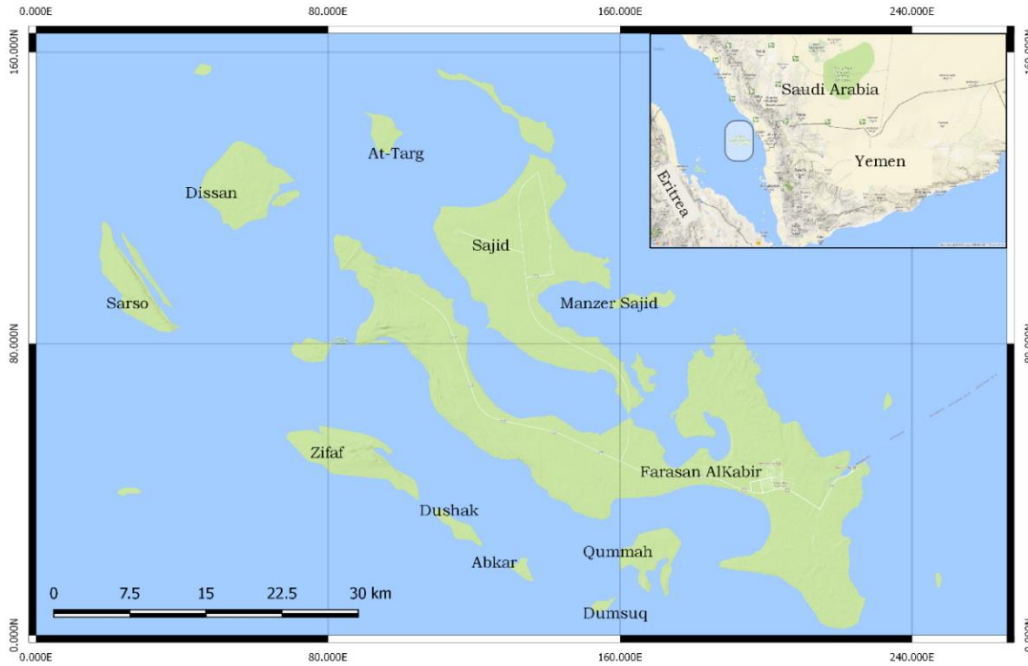 0.000E 80.000E 160.000E 240.000E
160.000N
Saudi Arabia
Yemen
Eritrea
At-Targ
Dissan
Sajid
Sarso
Manzer Sajid
80.000N
Zifaf
Farasan AlKabir
Dushak
Qummah
Abkar
Dumsuq
0 7.5 15 22.5 30 km
0.000N
0.000E 80.000E 160.000E 240.000E